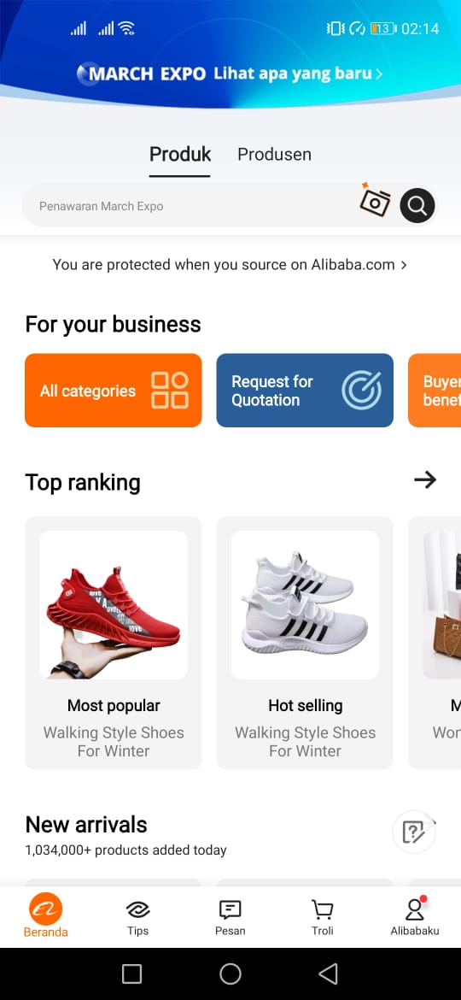 13 02:14
MARCH EXPO Lihat apa yang baru
Produk Produsen
Penawaran March Expo
You are protected when you source on Alibaba.com
For your business
All categories
Request for
Quotation
Buyer
benef
Top ranking
Most popular
Walking Style Shoes
For Winter
Hot selling
Walking Style Shoes
For Winter
M
Wor
New arrivals
1,034,000+ products added today
Beranda
Tips
Pesan
Troli
Alibabaku